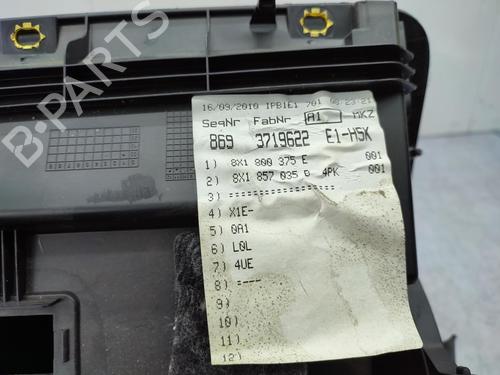 16/09/2010 IPB1E1 701 08:23:21
SeqNr FabNr A1 MKZ
869 3719622 E1-H5K
1) 8X1 800 375 E 001
2) 8X1 857 035 B 4PK 001
3) --------------------
4) X1E-
5) 0A1
6) L0L
7) 4UE
8) =---
9)
10)
11)
12)
B-PARTS